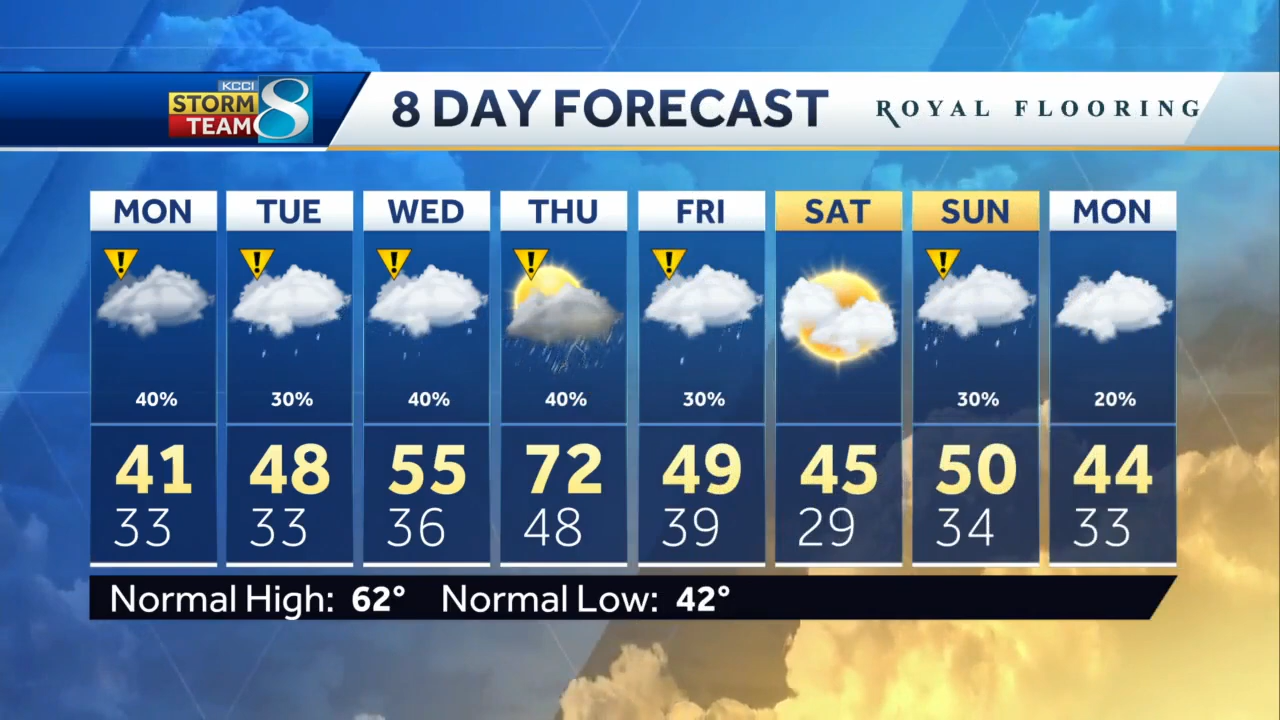 KCCI
STORM
TEAM 8
8 DAY FORECAST
ROYAL FLOORING
MON TUE WED THU FRI SAT SUN MON
! ! ! ! ! !
40% 30% 40% 40% 30% 30% 20%
41 48 55 72 49 45 50 44
33 33 36 48 39 29 34 33
Normal High: 62° Normal Low: 42°